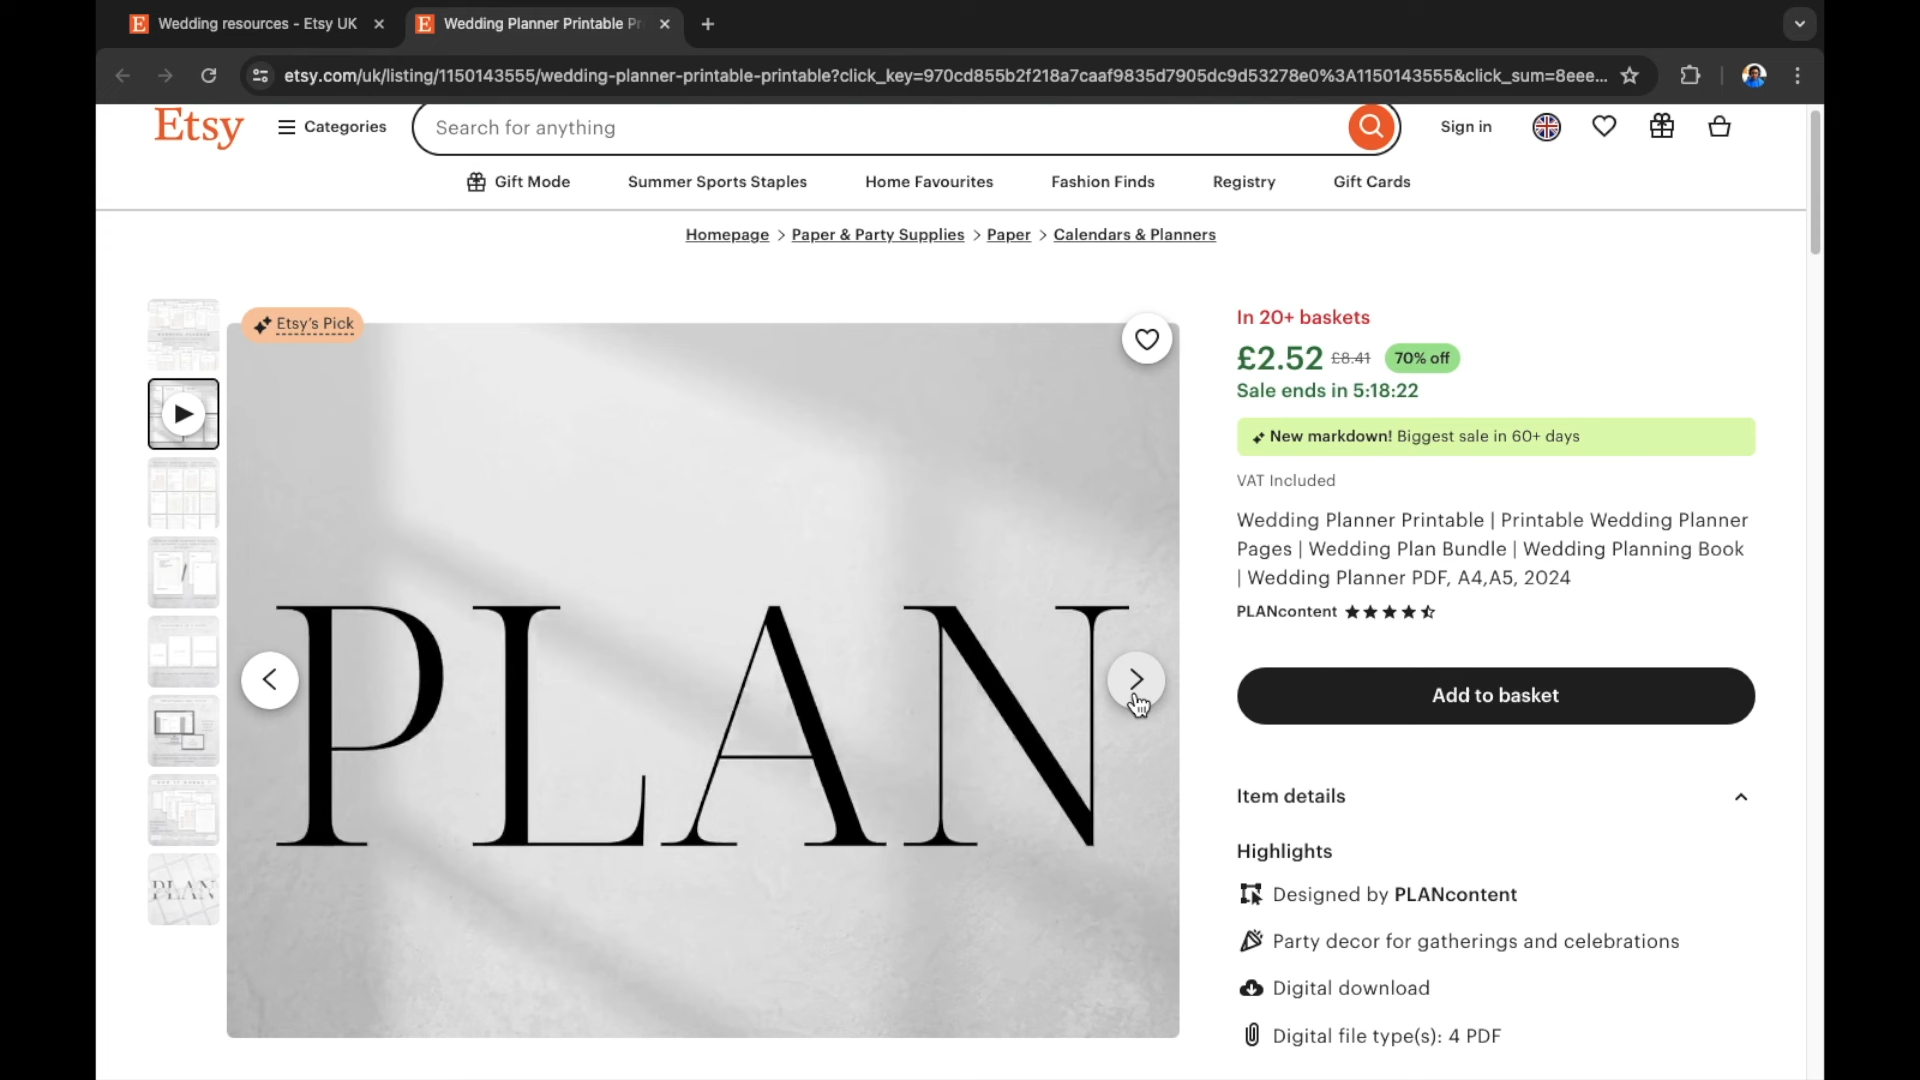 Wedding resources - Etsy UK
Wedding Planner Printable Pr
etsy.com/uk/listing/1150143555/wedding-planner-printable-printable?click_key=970cd855b2f218a7caaf9835d7905dc9d53278e0%3A1150143555&click_sum=8eee...
Etsy
Categories
Search for anything
Sign in
Gift Mode
Summer Sports Staples
Home Favourites
Fashion Finds
Registry
Gift Cards
Homepage > Paper & Party Supplies > Paper > Calendars & Planners
Etsy's Pick
PLAN
PLAN
In 20+ baskets
£2.52 £8.41 70% off
Sale ends in 5:18:22
New markdown! Biggest sale in 60+ days
VAT Included
Wedding Planner Printable | Printable Wedding Planner
Pages | Wedding Plan Bundle | Wedding Planning Book
| Wedding Planner PDF, A4,A5, 2024
PLANcontent
Add to basket
Item details
Highlights
Designed by PLANcontent
Party decor for gatherings and celebrations
Digital download
Digital file type(s): 4 PDF